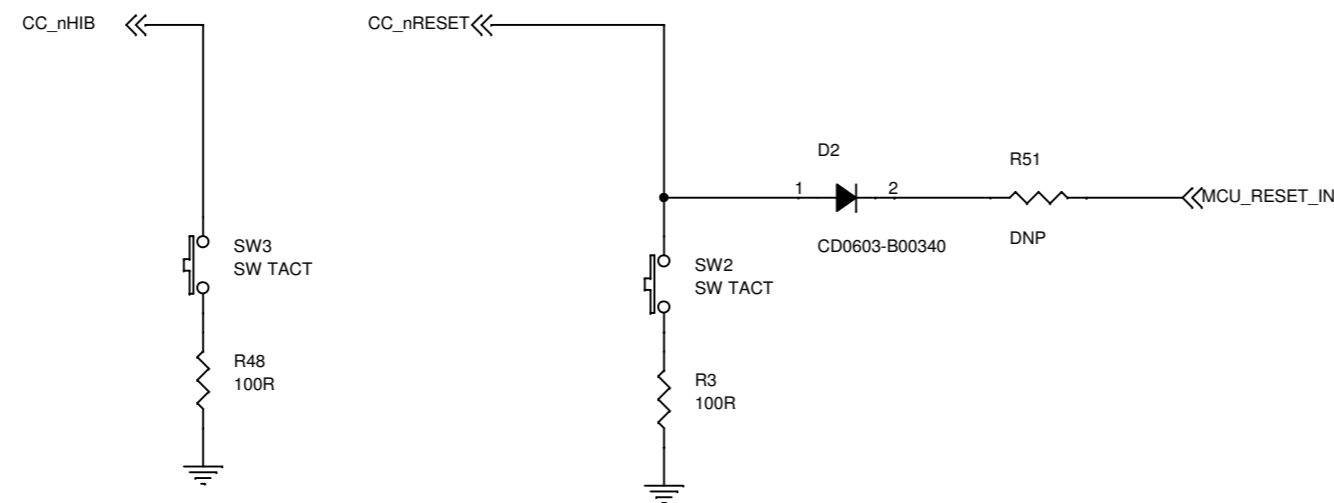 CC_nHIB
CC_nRESET
D2
R51
1
2
MCU_RESET_IN
CD0603-B00340
DNP
SW3
SW TACT
SW2
SW TACT
R48
100R
R3
100R